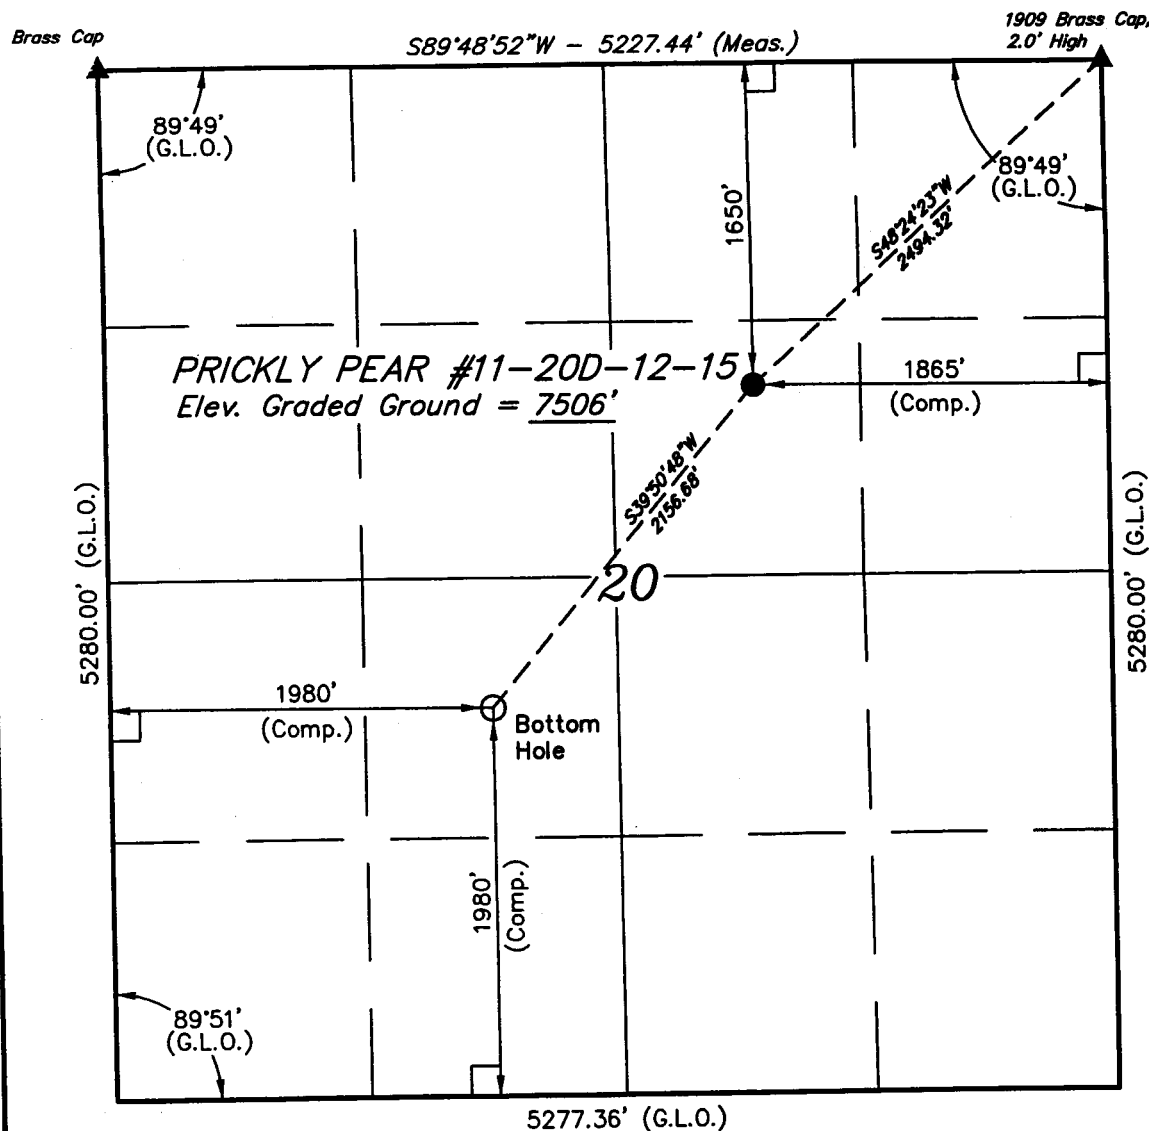 Brass Cap
S89°48'52"W - 5227.44' (Meas.)
1909 Brass Cap,
2.0' High
89°49'
(G.L.O.)
89°49'
(G.L.O.)
1650'
S48°24'23"W
2494.32'
PRICKLY PEAR #11-20D-12-15
Elev. Graded Ground = 7506'
1865'
(Comp.)
S39°50'48"W
2156.68'
5280.00' (G.L.O.)
5280.00' (G.L.O.)
20
1980'
(Comp.)
Bottom
Hole
1980'
(Comp.)
89°51'
(G.L.O.)
5277.36' (G.L.O.)